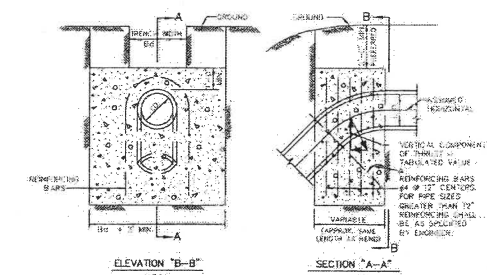 A
GROUND
TRENCH WIDTH
Bd
REINFORCING
BARS
Bd + 2' MIN.
A
ELEVATION "B-B"
GROUND
B
ASSUMED
HORIZONTAL
VERTICAL COMPONENT
OF THRUST =
TABULATED VALUE
REINFORCING BARS
#4 @ 12" CENTERS.
FOR PIPE SIZES
GREATER THAN 12"
REINFORCING SHALL
BE AS SPECIFIED
BY ENGINEER.
VARIABLE
(APPROX. SAME
LENGTH AS BEND)
B
SECTION "A-A"